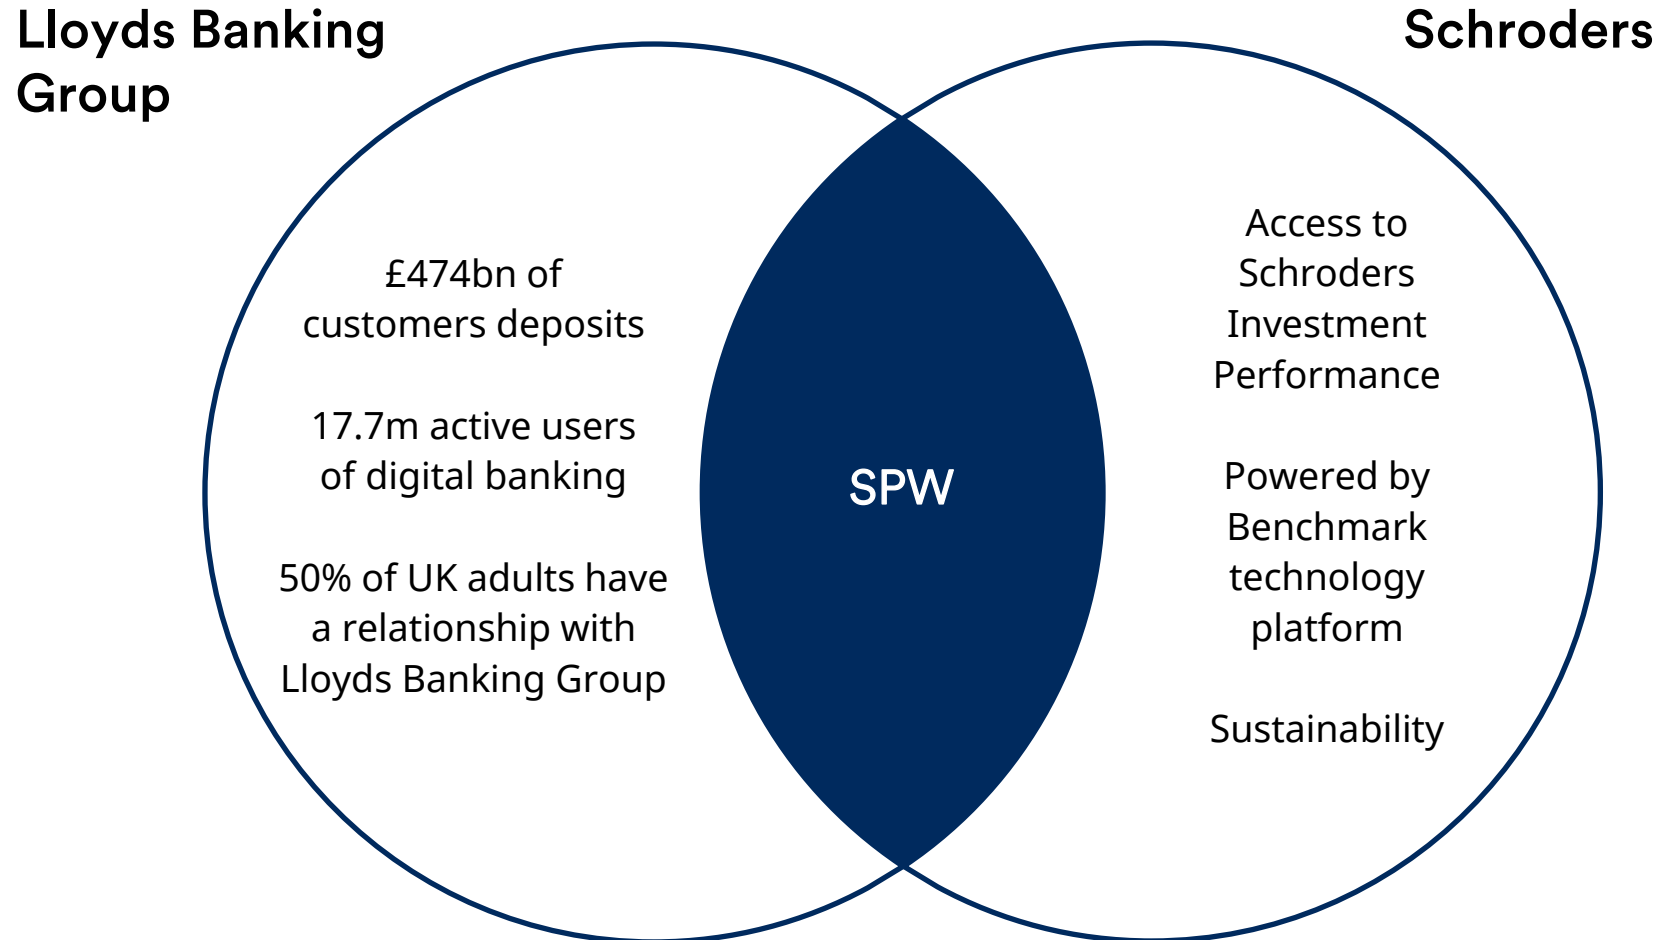 Lloyds Banking
Group
Schroders
£474bn of
customers deposits
17.7m active users
of digital banking
50% of UK adults have
a relationship with
Lloyds Banking Group
SPW
Access to
Schroders
Investment
Performance
Powered by
Benchmark
technology
platform
Sustainability